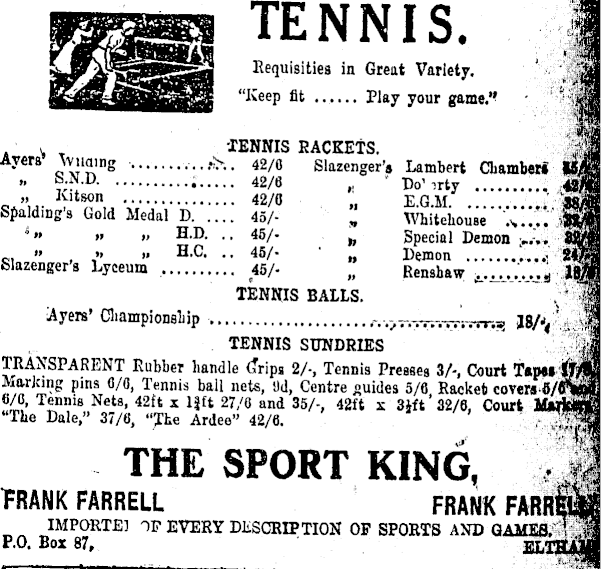 TENNIS.
Requisities in Great Variety.
"Keep fit ...... Play your game."
TENNIS RACKETS.
Ayers' Wilding .......... 42/6 Slazenger's Lambert Chambers
„ S.N.D. .......... 42/6 „ .......... 
„ Kitson .......... 42/6 „ E.G.M. ..........
Spalding's Gold Medal D. .... 45/- „ Whitehouse ....
„ „ „ H.D. .. 45/- „ Special Demon ....
„ „ „ H.C. .. 45/- „ Demon ..........
Slazenger's Lyceum .......... 45/- „ Renshaw ..........
TENNIS BALLS.
Ayers' Championship .................... 18/-
TENNIS SUNDRIES
TRANSPARENT Rubber handle Grips 2/-, Tennis Presses 3/-, Court Tapes
Marking pins 6/6, Tennis ball nets, 9d, Centre guides 5/6, Racket covers 5/6 and
6/6, Tennis Nets, 42ft x 27/6 and 35/-, 42ft x 3½ft 32/6, Court
"The Dale," 37/6, "The Ardee" 42/6.
THE SPORT KING,
FRANK FARRELL FRANK FARRELL
OF EVERY DESCRIPTION OF SPORTS AND GAMES.
P.O. Box 87, ELTHAM